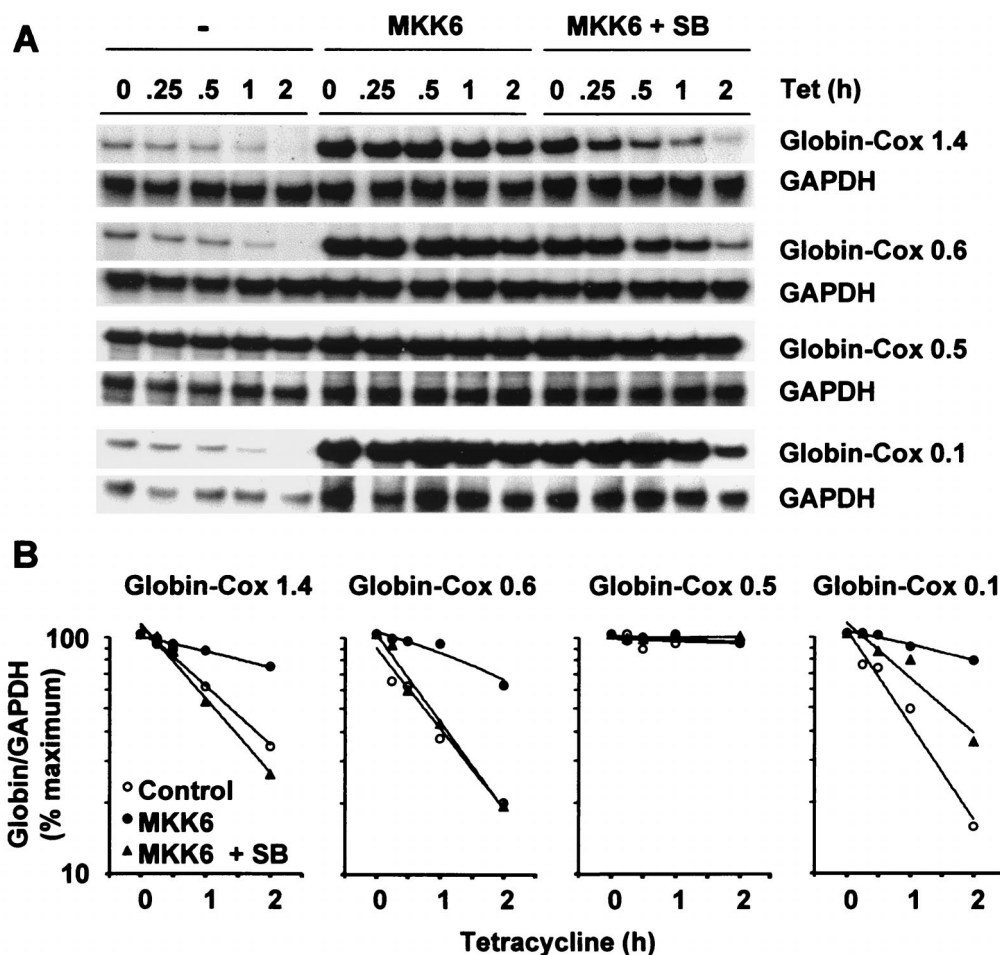 A
- MKK6 MKK6 + SB
0 .25 .5 1 2 0 .25 .5 1 2 0 .25 .5 1 2 Tet (h)
Globin-Cox 1.4
GAPDH
Globin-Cox 0.6
GAPDH
Globin-Cox 0.5
GAPDH
Globin-Cox 0.1
GAPDH
B
Globin-Cox 1.4 Globin-Cox 0.6 Globin-Cox 0.5 Globin-Cox 0.1
Globin/GAPDH
(% maximum)
100
10
Control
MKK6
MKK6 + SB
0 1 2 0 1 2 0 1 2 0 1 2
Tetracycline (h)